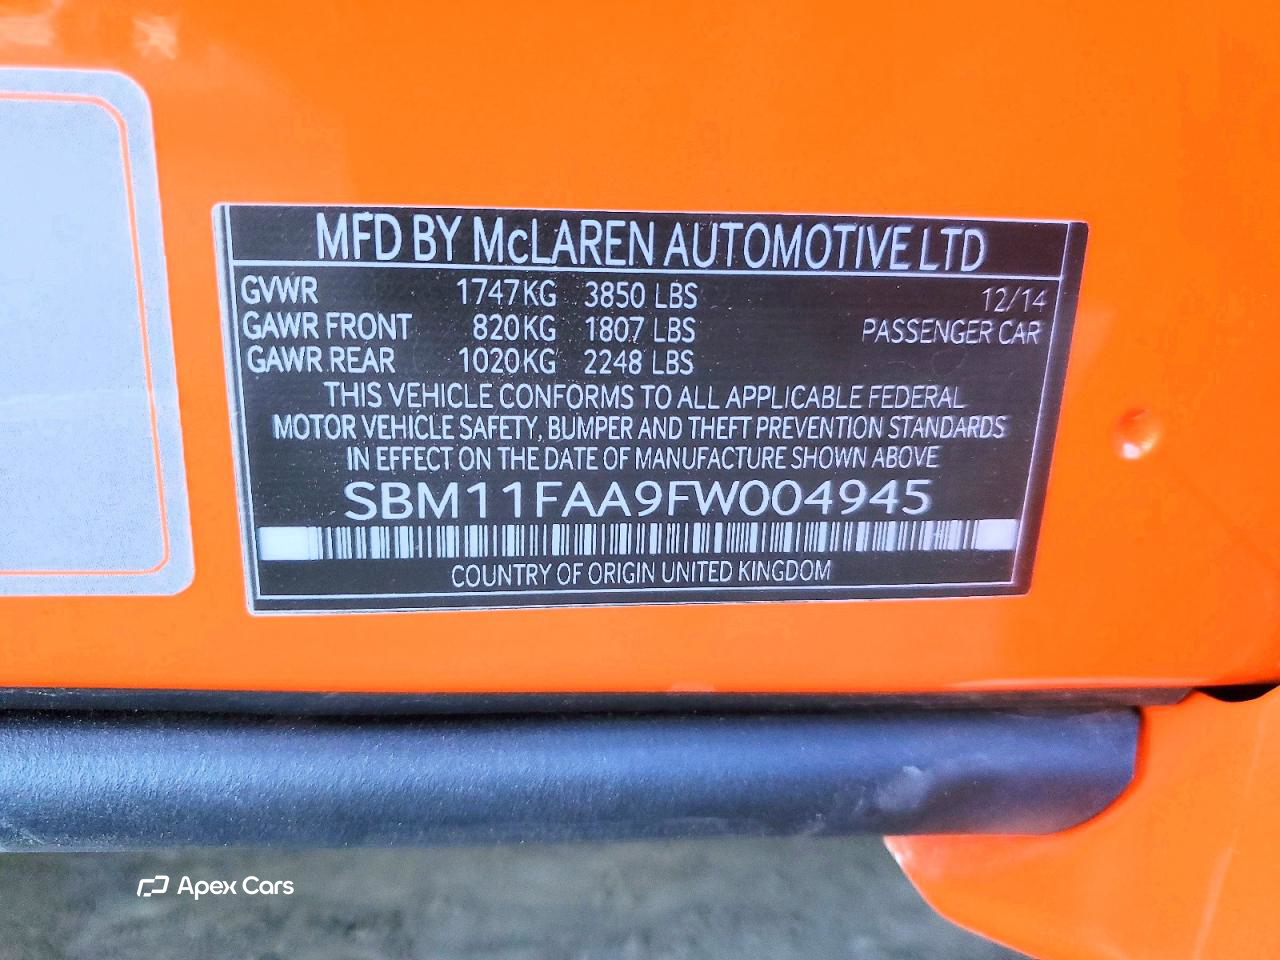 MFD BY McLAREN AUTOMOTIVE LTD
GVWR 1747KG 3850 LBS 12/14
GAWR FRONT 820KG 1807 LBS PASSENGER CAR
GAWR REAR 1020KG 2248 LBS
THIS VEHICLE CONFORMS TO ALL APPLICABLE FEDERAL
MOTOR VEHICLE SAFETY, BUMPER AND THEFT PREVENTION STANDARDS
IN EFFECT ON THE DATE OF MANUFACTURE SHOWN ABOVE
SBM11FAA9FW004945
COUNTRY OF ORIGIN UNITED KINGDOM
Apex Cars